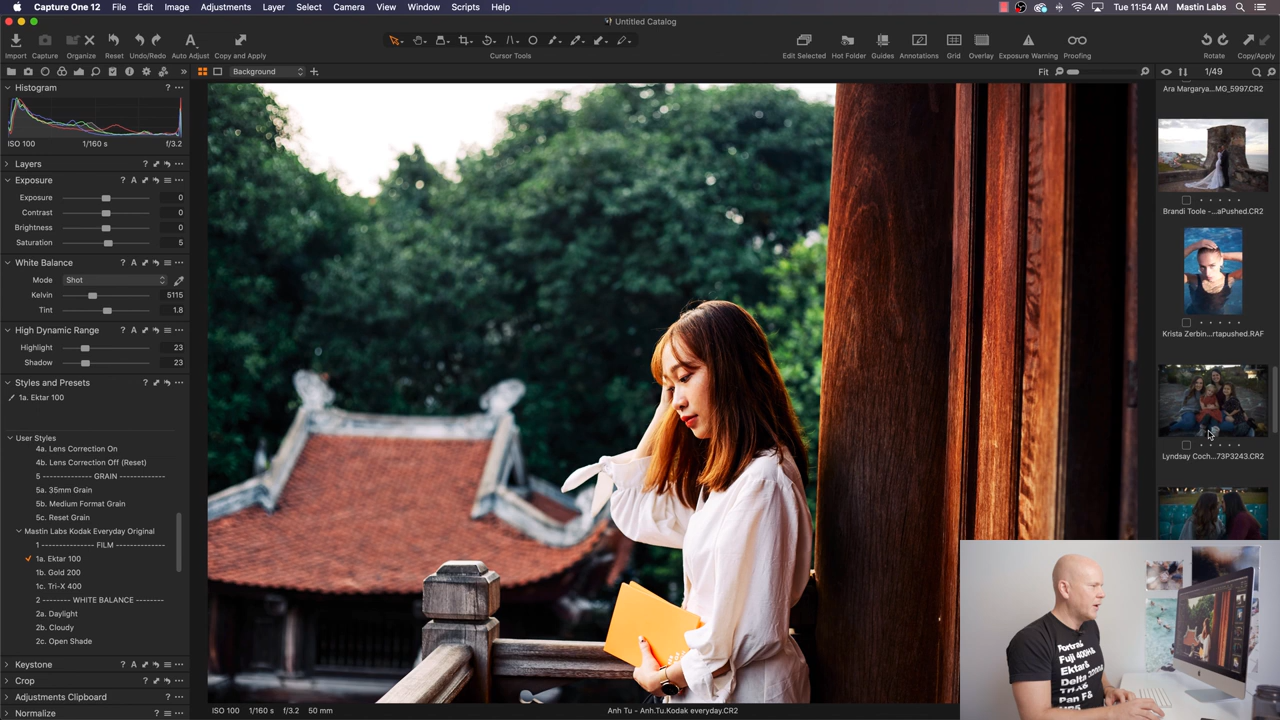 Capture One 12 File Edit View Image Adjustments Layer Select Camera Window Scripts Help Tue 11:54 AM Mastin Labs
Untitled Catalog
Import Capture Organize Reset Undo/Redo Auto Adjust Copy and Apply Cursor Tools Edit Selected Hot Folder Guides Annotations Grid Overlay Exposure Warning Proofing Rotate Copy/Apply
Background Fit 1/49
Histogram
ISO 100 1/160 s f/3.2
Layers
Exposure
Exposure 0
Contrast 0
Brightness 0
Saturation 5
White Balance
Mode Shot
Kelvin 5115
Tint 1.8
High Dynamic Range
Highlight 23
Shadow 23
Styles and Presets
1a. Ektar 100
User Styles
4a. Lens Correction On
4b. Lens Correction Off (Reset)
5 ------------- GRAIN -------------
5a. 35mm Grain
5b. Medium Format Grain
5c. Reset Grain
Mastin Labs Kodak Everyday Original
1 --------------- FILM --------------
1a. Ektar 100
1b. Gold 200
1c. Tri-X 400
2 -------- WHITE BALANCE --------
2a. Daylight
2b. Cloudy
2c. Open Shade
Keystone
Crop
Adjustments Clipboard
Normalize
ISO 100 1/160 s f/3.2 50 mm
Anh Tu - Anh.Tu.Kodak everyday.CR2
Ara Margarya...MG_5997.CR2
Brandi Toole -...aPushed.CR2
Krista Zerbin...rtapushed.RAF
Lyndsay Coch...73P3243.CR2
Portra&
Fuji 400H&
Ektar&
Delta
TriX&
Pan F&